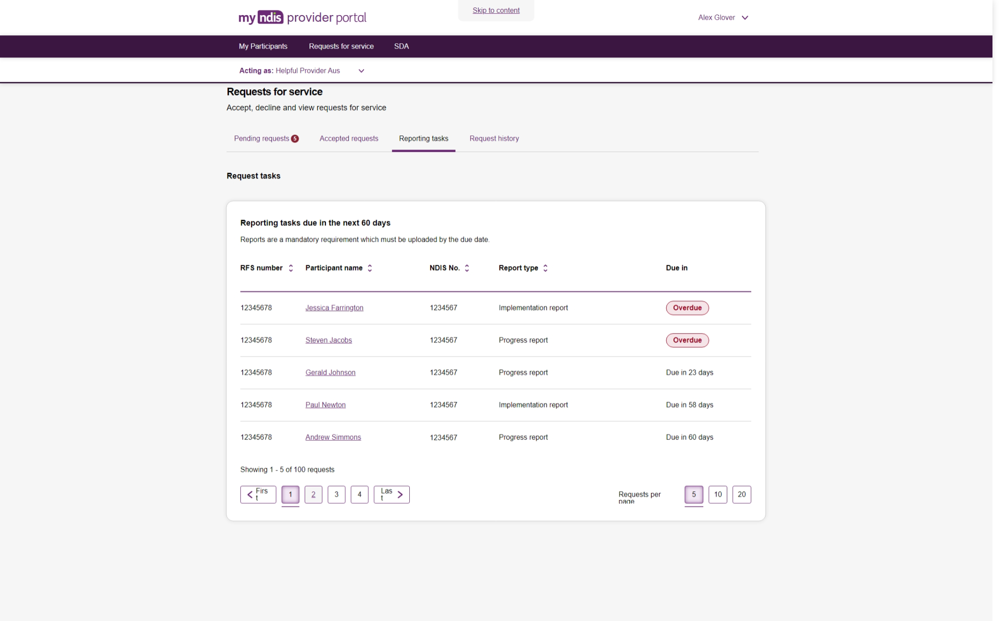 my ndis provider portal
Skip to content
Alex Glover
My Participants Requests for service SDA
Acting as: Helpful Provider Aus
Requests for service
Accept, decline and view requests for service
Pending requests 5 Accepted requests Reporting tasks Request history
Request tasks
Reporting tasks due in the next 60 days
Reports are a mandatory requirement which must be uploaded by the due date.
RFS number Participant name NDIS No. Report type Due in
12345678 Jessica Farrington 1234567 Implementation report Overdue
12345678 Steven Jacobs 1234567 Progress report Overdue
12345678 Gerald Johnson 1234567 Progress report Due in 23 days
12345678 Paul Newton 1234567 Implementation report Due in 58 days
12345678 Andrew Simmons 1234567 Progress report Due in 60 days
Showing 1 - 5 of 100 requests
Firs
t
1 2 3 4
Las
t
Requests per
page
5 10 20